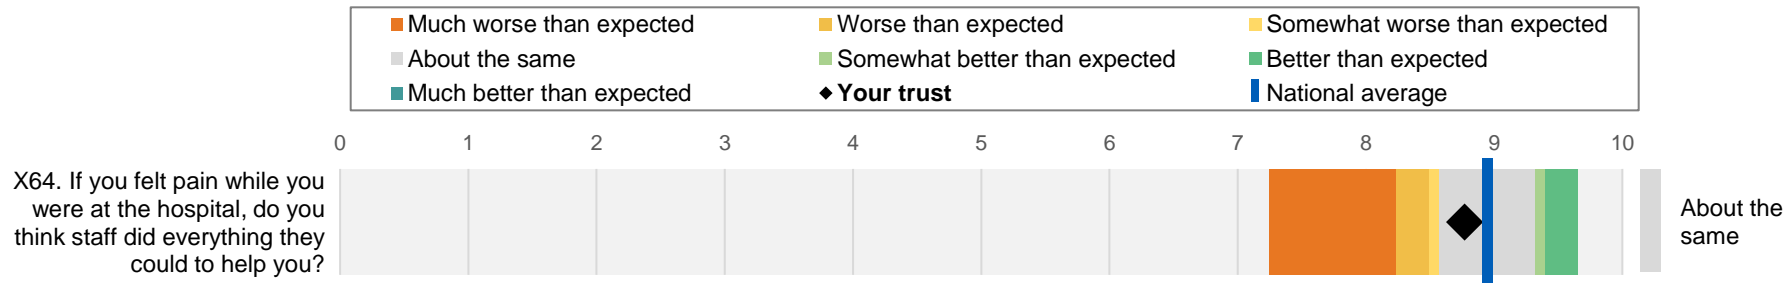 Much worse than expected
Worse than expected
Somewhat worse than expected
About the same
Somewhat better than expected
Better than expected
Much better than expected
Your trust
National average
0 1 2 3 4 5 6 7 8 9 10
X64. If you felt pain while you
were at the hospital, do you
think staff did everything they
could to help you?
About the
same